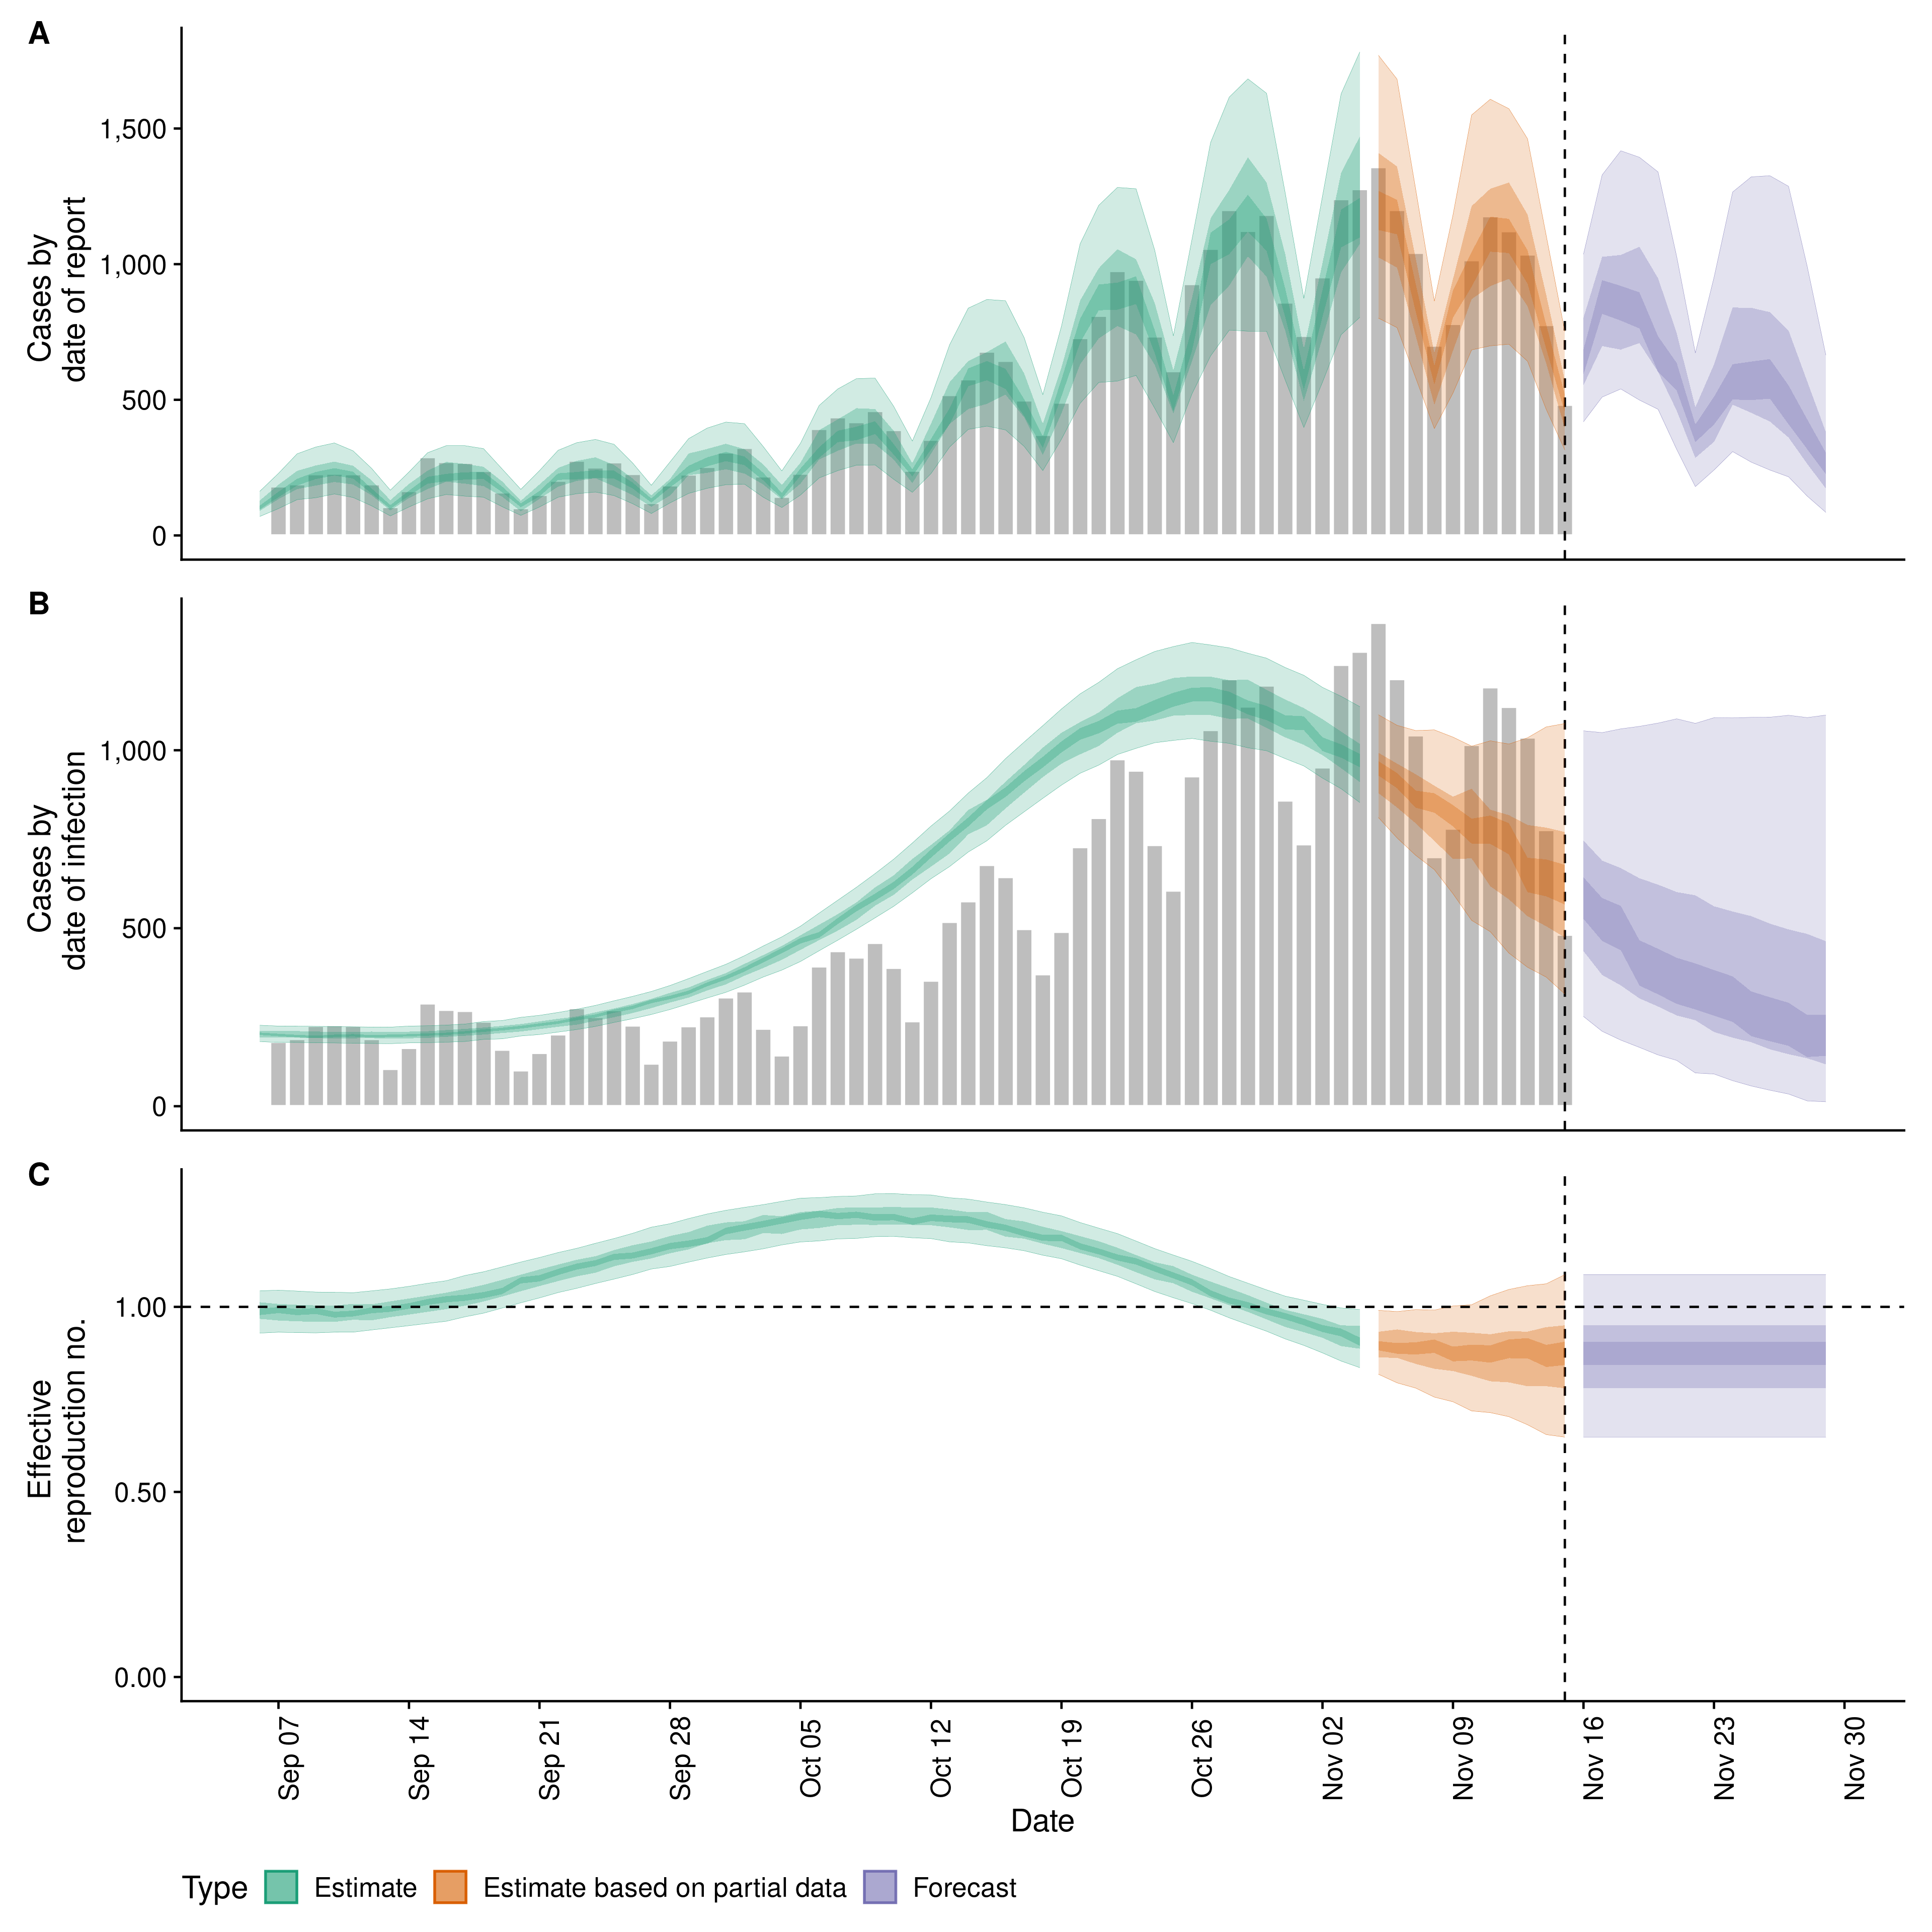 A
Cases by
date of report
1,500
1,000
500
0
B
Cases by
date of infection
1,000
500
0
C
Effective
reproduction no.
1.00
0.50
0.00
Sep 07
Sep 14
Sep 21
Sep 28
Oct 05
Oct 12
Oct 19
Oct 26
Nov 02
Nov 09
Nov 16
Nov 23
Nov 30
Date
Type Estimate Estimate based on partial data Forecast